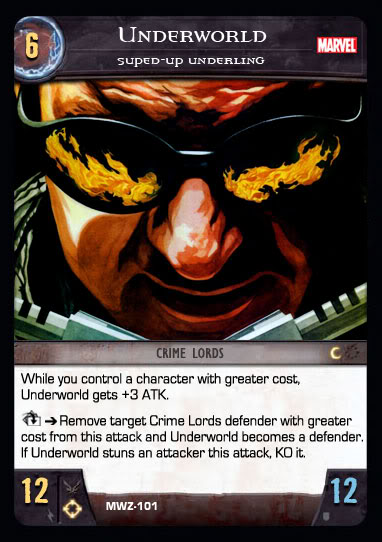 6
UNDERWORLD
SUPED-UP UNDERLING
MARVEL
CRIME LORDS
C
While you control a character with greater cost,
Underworld gets +3 ATK.
➔ Remove target Crime Lords defender with greater
cost from this attack and Underworld becomes a defender.
If Underworld stuns an attacker this attack, KO it.
12
MWZ-101
12